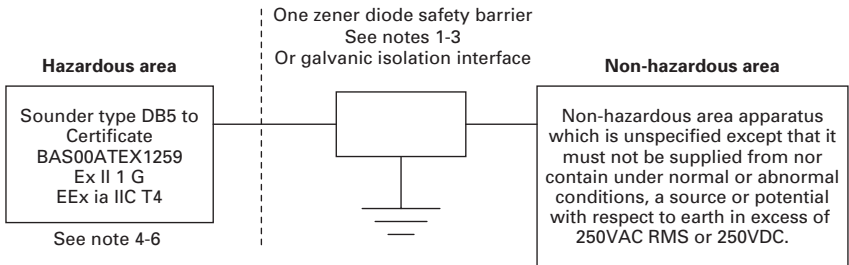 One zener diode safety barrier
See notes 1-3
Or galvanic isolation interface
Hazardous area
Non-hazardous area
Sounder type DB5 to
Certificate
BAS00ATEX1259
Ex II 1 G
EEx ia IIC T4
See note 4-6
Non-hazardous area apparatus
which is unspecified except that it
must not be supplied from nor
contain under normal or abnormal
conditions, a source or potential
with respect to earth in excess of
250VAC RMS or 250VDC.